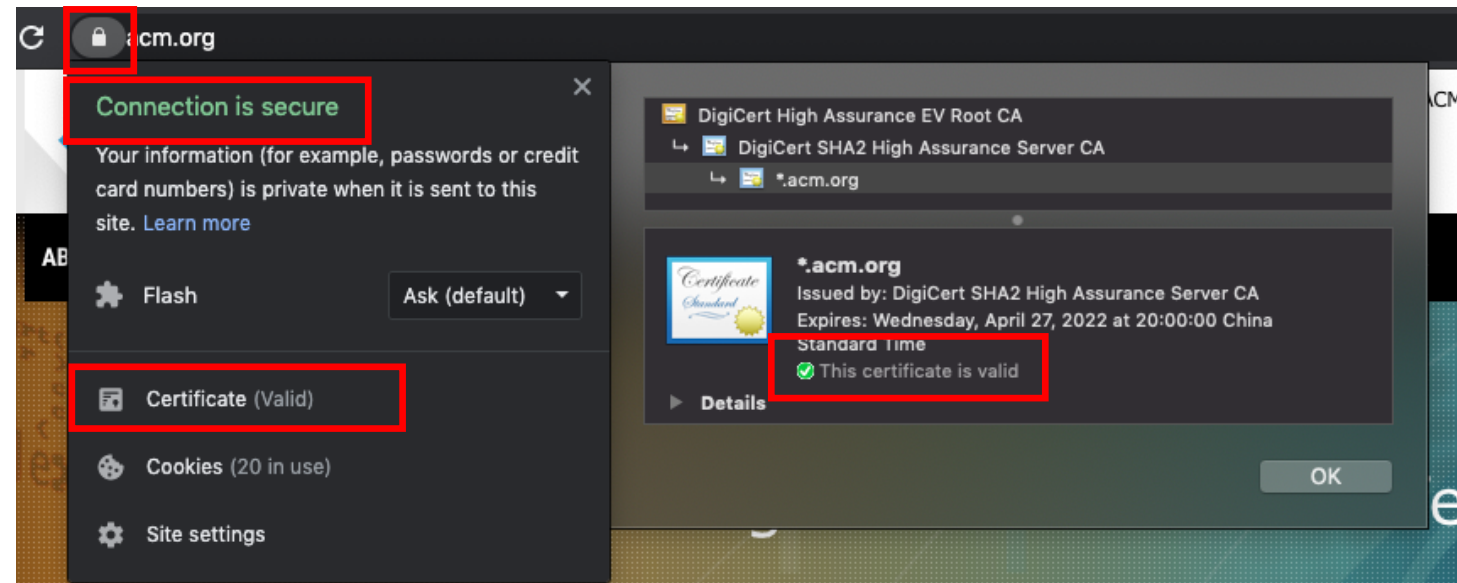 acm.org
Connection is secure
Your information (for example, passwords or credit
card numbers) is private when it is sent to this
site. Learn more
Flash
Ask (default)
Certificate (Valid)
Cookies (20 in use)
Site settings
DigiCert High Assurance EV Root CA
DigiCert SHA2 High Assurance Server CA
*.acm.org
Certificate
Standard
*.acm.org
Issued by: DigiCert SHA2 High Assurance Server CA
Expires: Wednesday, April 27, 2022 at 20:00:00 China
Standard Time
This certificate is valid
Details
OK
AB
ACM